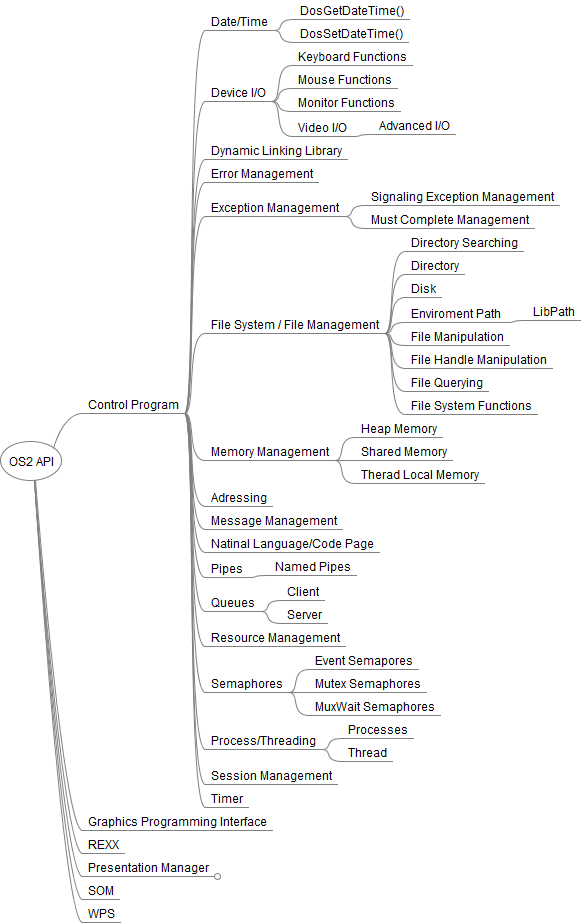 OS2 API
Control Program
Date/Time
DosGetDateTime()
DosSetDateTime()
Device I/O
Keyboard Functions
Mouse Functions
Monitor Functions
Video I/O
Advanced I/O
Dynamic Linking Library
Error Management
Exception Management
Signaling Exception Management
Must Complete Management
File System / File Management
Directory Searching
Directory
Disk
Enviroment Path
LibPath
File Manipulation
File Handle Manipulation
File Querying
File System Functions
Memory Management
Heap Memory
Shared Memory
Therad Local Memory
Adressing
Message Management
Natinal Language/Code Page
Pipes
Named Pipes
Queues
Client
Server
Resource Management
Semaphores
Event Semapores
Mutex Semaphores
MuxWait Semaphores
Process/Threading
Processes
Thread
Session Management
Timer
Graphics Programming Interface
REXX
Presentation Manager
SOM
WPS